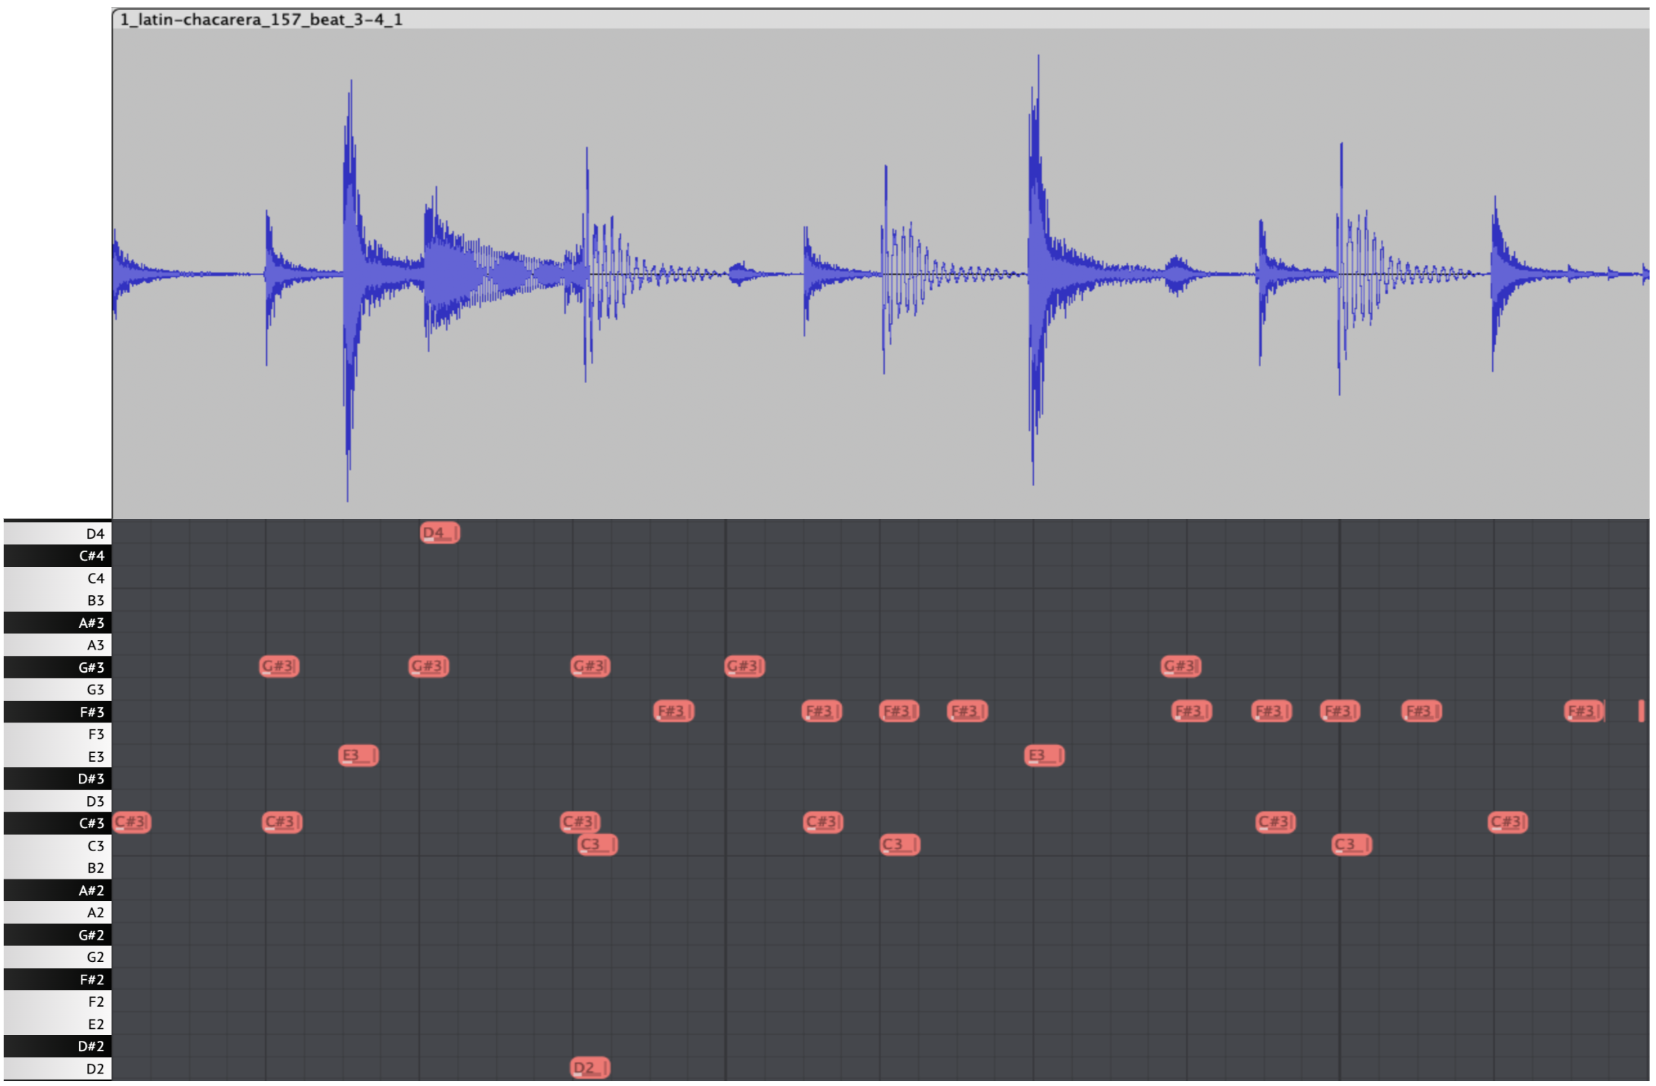 1_latin-chacarera_157_beat_3-4_1
D4 D4
C#4
C4
B3
A#3
A3
G#3 G#3 G#3 G#3 G#3 G#3
G3
F#3 F#3 F#3 F#3 F#3 F#3 F#3 F#3 F#3 F#3
F3
E3 E3 E3
D#3
D3
C#3 C#3 C#3 C#3 C#3 C#3 C#3
C3 C3 C3 C3
B2
A#2
A2
G#2
G2
F#2
F2
E2
D#2
D2 D2